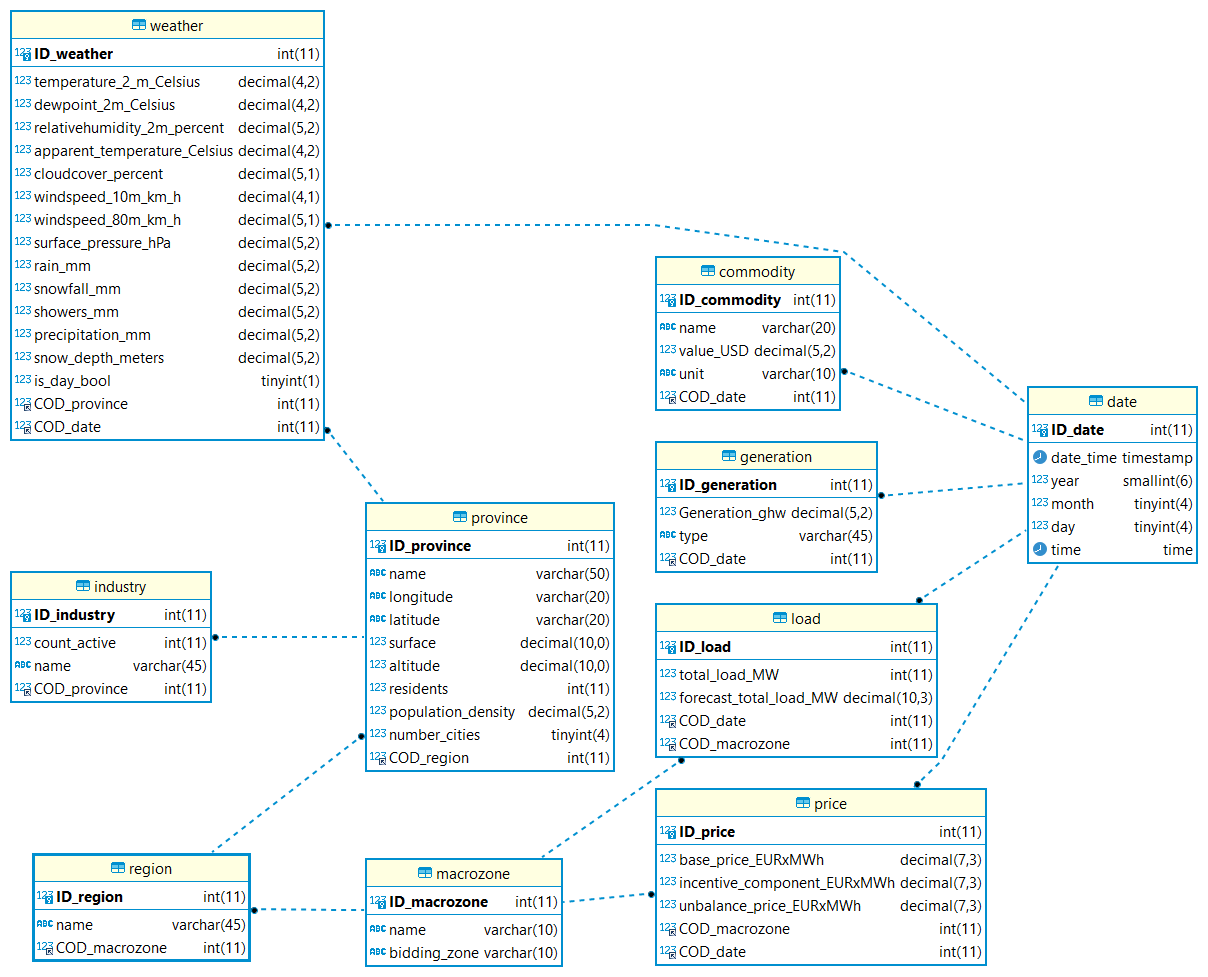 weather
ID_weather int(11)
temperature_2_m_Celsius decimal(4,2)
dewpoint_2m_Celsius decimal(4,2)
relativehumidity_2m_percent decimal(5,2)
apparent_temperature_Celsius decimal(4,2)
cloudcover_percent decimal(5,1)
windspeed_10m_km_h decimal(4,1)
windspeed_80m_km_h decimal(5,1)
surface_pressure_hPa decimal(5,2)
rain_mm decimal(5,2)
snowfall_mm decimal(5,2)
showers_mm decimal(5,2)
precipitation_mm decimal(5,2)
snow_depth_meters decimal(5,2)
is_day_bool tinyint(1)
COD_province int(11)
COD_date int(11)
commodity
ID_commodity int(11)
name varchar(20)
value_USD decimal(5,2)
unit varchar(10)
COD_date int(11)
date
ID_date int(11)
date_time timestamp
year smallint(6)
month tinyint(4)
day tinyint(4)
time time
generation
ID_generation int(11)
Generation_ghw decimal(5,2)
type varchar(45)
COD_date int(11)
province
ID_province int(11)
name varchar(50)
longitude varchar(20)
latitude varchar(20)
surface decimal(10,0)
altitude decimal(10,0)
residents int(11)
population_density decimal(5,2)
number_cities tinyint(4)
COD_region int(11)
industry
ID_industry int(11)
count_active int(11)
name varchar(45)
COD_province int(11)
load
ID_load int(11)
total_load_MW int(11)
forecast_total_load_MW decimal(10,3)
COD_date int(11)
COD_macrozone int(11)
price
ID_price int(11)
base_price_EURxMWh decimal(7,3)
incentive_component_EURxMWh decimal(7,3)
unbalance_price_EURxMWh decimal(7,3)
COD_macrozone int(11)
COD_date int(11)
region
ID_region int(11)
name varchar(45)
COD_macrozone int(11)
macrozone
ID_macrozone int(11)
name varchar(10)
bidding_zone varchar(10)